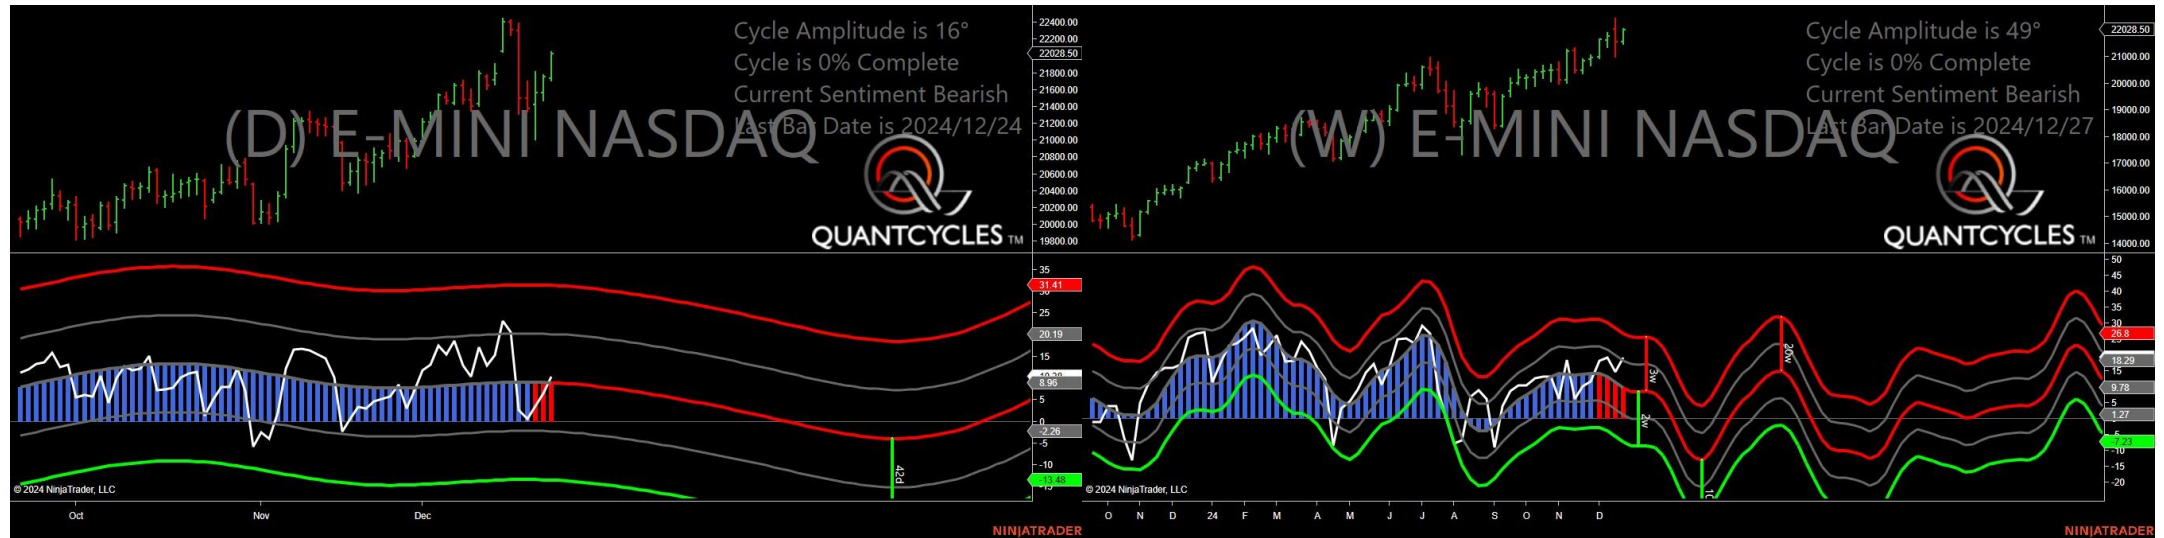 Cycle Amplitude is 16°
Cycle is 0% Complete
Current Sentiment Bearish
Last Bar Date is 2024/12/24
(D) E-MINI NASDAQ
QUANTCYCLES TM
22400.00
22200.00
22028.50
21800.00
21600.00
21400.00
21200.00
21000.00
20800.00
20600.00
20400.00
20200.00
20000.00
19800.00
35
31.41
30
25
20.19
15
8.96
5
0
-2.26
-5
-10
-13.48
42d
© 2024 NinjaTrader, LLC
Oct Nov Dec
NINJATRADER
Cycle Amplitude is 49°
Cycle is 0% Complete
Current Sentiment Bearish
Last Bar Date is 2024/12/27
(W) E-MINI NASDAQ
QUANTCYCLES TM
22028.50
21000.00
20000.00
19000.00
18000.00
17000.00
16000.00
15000.00
14000.00
50
45
40
35
30
26.8
18.29
15
9.78
5
1.27
-7.23
-10
-15
-20
3w
2w
20w
© 2024 NinjaTrader, LLC
O N D 24 F M A M J J A S O N D
NINJATRADER